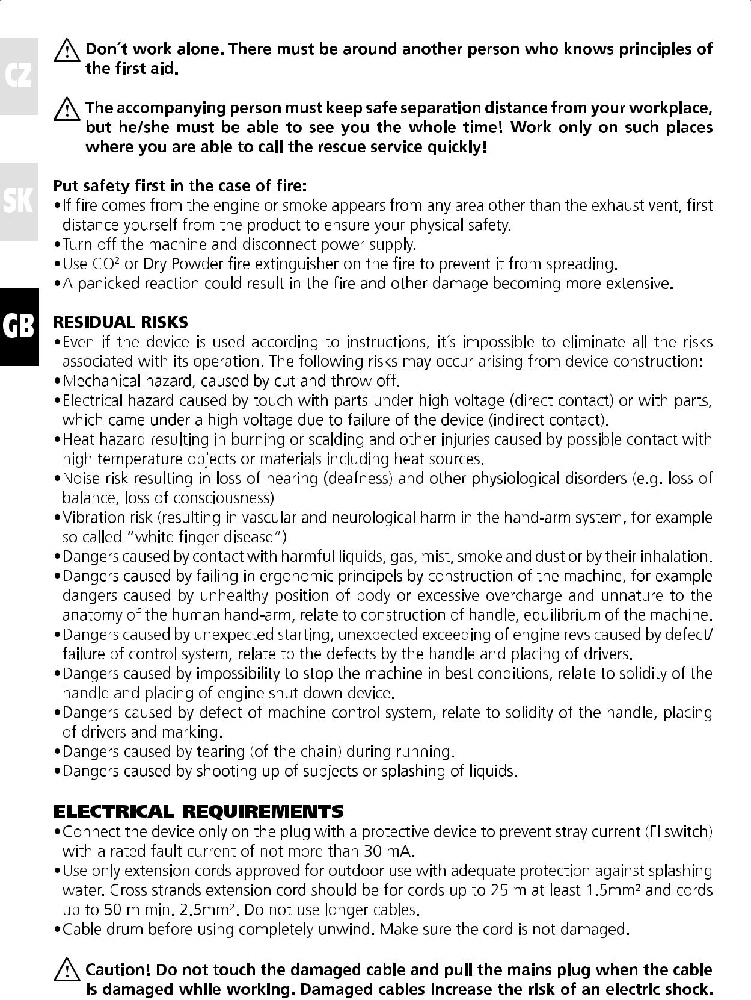 Don´t work alone. There must be around another person who knows principles of
the first aid.
CZ
The accompanying person must keep safe separation distance from your workplace,
but he/she must be able to see you the whole time! Work only on such places
where you are able to call the rescue service quickly!
Put safety first in the case of fire:
•If fire comes from the engine or smoke appears from any area other than the exhaust vent, first
SK
distance yourself from the product to ensure your physical safety.
•Turn off the machine and disconnect power supply.
•Use CO² or Dry Powder fire extinguisher on the fire to prevent it from spreading.
•A panicked reaction could result in the fire and other damage becoming more extensive.
GB
RESIDUAL RISKS
•Even if the device is used according to instructions, it´s impossible to eliminate all the risks
associated with its operation. The following risks may occur arising from device construction:
•Mechanical hazard, caused by cut and throw off.
•Electrical hazard caused by touch with parts under high voltage (direct contact) or with parts,
which came under a high voltage due to failure of the device (indirect contact).
•Heat hazard resulting in burning or scalding and other injuries caused by possible contact with
high temperature objects or materials including heat sources.
•Noise risk resulting in loss of hearing (deafness) and other physiological disorders (e.g. loss of
balance, loss of consciousness)
•Vibration risk (resulting in vascular and neurological harm in the hand-arm system, for example
so called “white finger disease”)
•Dangers caused by contact with harmful liquids, gas, mist, smoke and dust or by their inhalation.
•Dangers caused by failing in ergonomic principels by construction of the machine, for example
dangers caused by unhealthy position of body or excessive overcharge and unnature to the
anatomy of the human hand-arm, relate to construction of handle, equilibrium of the machine.
•Dangers caused by unexpected starting, unexpected exceeding of engine revs caused by defect/
failure of control system, relate to the defects by the handle and placing of drivers.
•Dangers caused by impossibility to stop the machine in best conditions, relate to solidity of the
handle and placing of engine shut down device.
•Dangers caused by defect of machine control system, relate to solidity of the handle, placing
of drivers and marking.
•Dangers caused by tearing (of the chain) during running.
•Dangers caused by shooting up of subjects or splashing of liquids.
ELECTRICAL REQUIREMENTS
•Connect the device only on the plug with a protective device to prevent stray current (FI switch)
with a rated fault current of not more than 30 mA.
•Use only extension cords approved for outdoor use with adequate protection against splashing
water. Cross strands extension cord should be for cords up to 25 m at least 1.5mm² and cords
up to 50 m min. 2.5mm². Do not use longer cables.
•Cable drum before using completely unwind. Make sure the cord is not damaged.
Caution! Do not touch the damaged cable and pull the mains plug when the cable
is damaged while working. Damaged cables increase the risk of an electric shock.